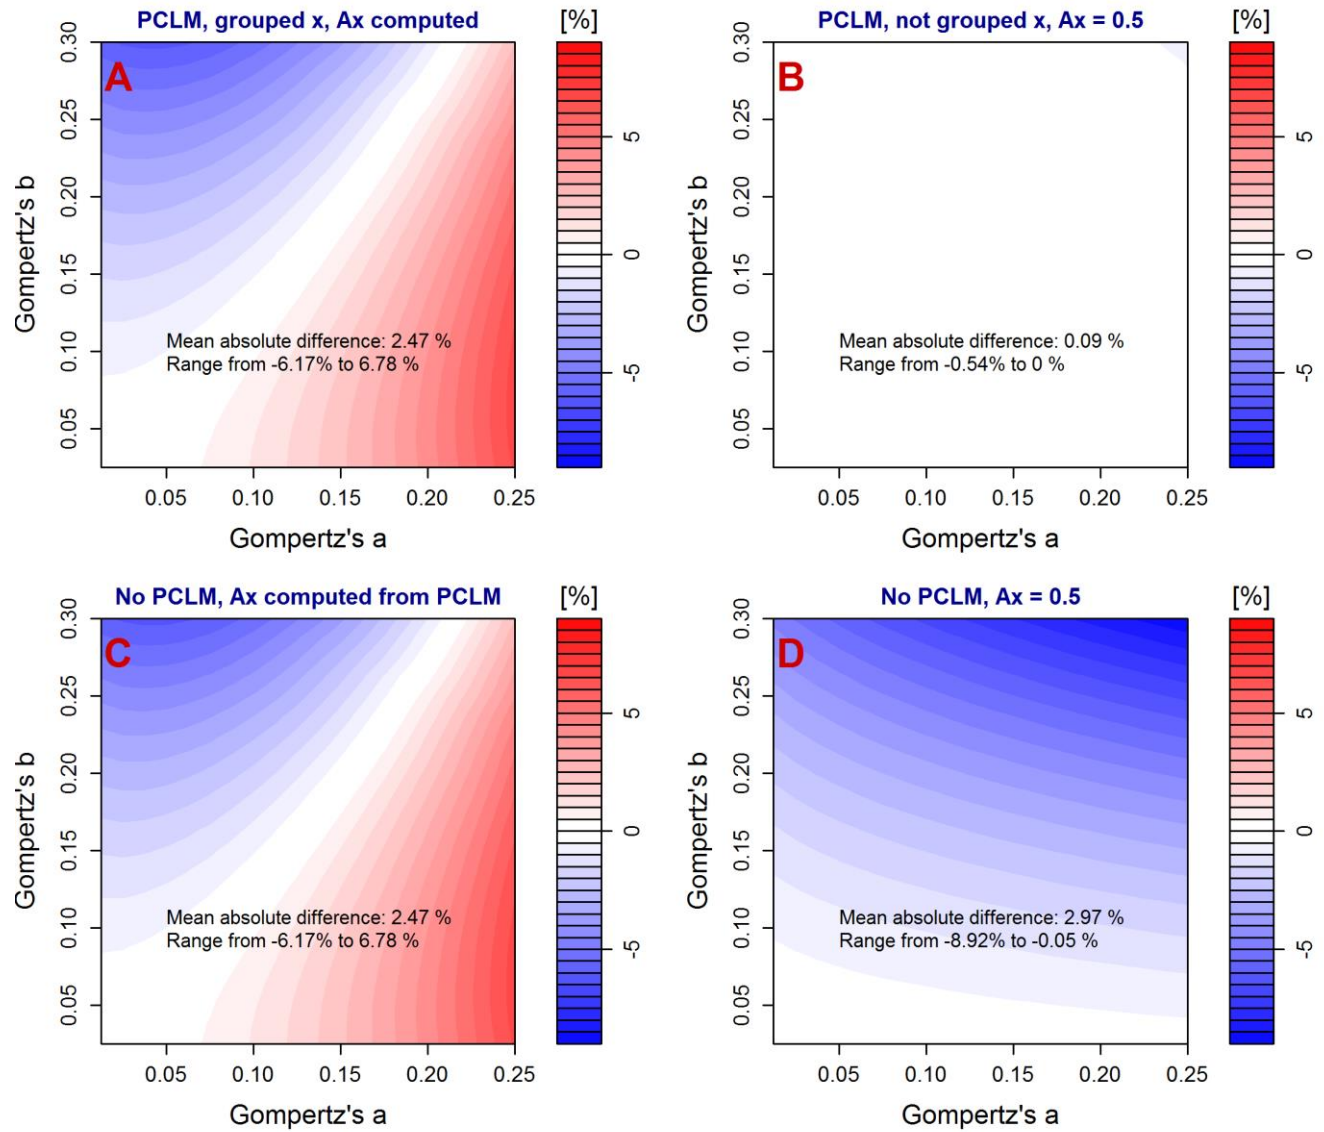 PCLM, grouped x, Ax computed
[%]
A
0.30
0.25
0.20
0.15
0.10
0.05
Gompertz's b
Mean absolute difference: 2.47 %
Range from -6.17% to 6.78 %
0.05 0.10 0.15 0.20 0.25
Gompertz's a
5
0
-5
PCLM, not grouped x, Ax = 0.5
[%]
B
0.30
0.25
0.20
0.15
0.10
0.05
Gompertz's b
Mean absolute difference: 0.09 %
Range from -0.54% to 0 %
0.05 0.10 0.15 0.20 0.25
Gompertz's a
5
0
-5
No PCLM, Ax computed from PCLM
[%]
C
0.30
0.25
0.20
0.15
0.10
0.05
Gompertz's b
Mean absolute difference: 2.47 %
Range from -6.17% to 6.78 %
0.05 0.10 0.15 0.20 0.25
Gompertz's a
5
0
-5
No PCLM, Ax = 0.5
[%]
D
0.30
0.25
0.20
0.15
0.10
0.05
Gompertz's b
Mean absolute difference: 2.97 %
Range from -8.92% to -0.05 %
0.05 0.10 0.15 0.20 0.25
Gompertz's a
5
0
-5